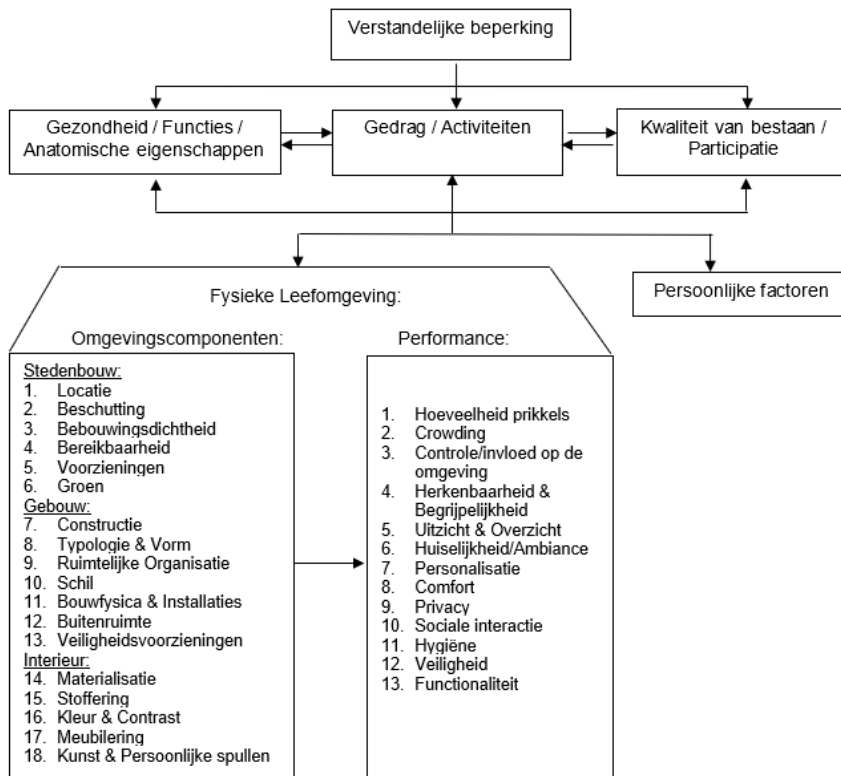 Verstandelijke beperking
Gezondheid / Functies /
Anatomische eigenschappen
Gedrag / Activiteiten
Kwaliteit van bestaan /
Participatie
Persoonlijke factoren
Fysieke Leefomgeving:
Omgevingscomponenten:
Stedenbouw:
1. Locatie
2. Beschutting
3. Bebouwingsdichtheid
4. Bereikbaarheid
5. Voorzieningen
6. Groen
Gebouw:
7. Constructie
8. Typologie & Vorm
9. Ruimtelijke Organisatie
10. Schil
11. Bouwfysica & Installaties
12. Buitenruimte
13. Veiligheidsvoorzieningen
Interieur:
14. Materialisatie
15. Stoffering
16. Kleur & Contrast
17. Meubilering
18. Kunst & Persoonlijke spullen
Performance:
1. Hoeveelheid prikkels
2. Crowding
3. Controle/invloed op de
omgeving
4. Herkenbaarheid &
Begrijpelijkheid
5. Uitzicht & Overzicht
6. Huiselijkheid/Ambiance
7. Personalisatie
8. Comfort
9. Privacy
10. Sociale interactie
11. Hygiëne
12. Veiligheid
13. Functionaliteit